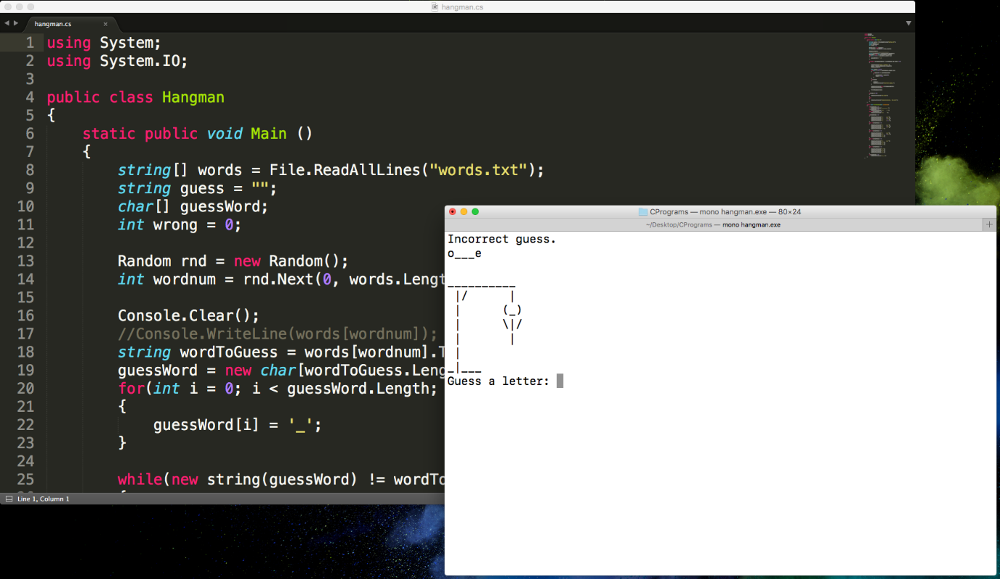 hangman.cs
hangman.cs ×
1 using System;
2 using System.IO;
3
4 public class Hangman
5 {
6     static public void Main ()
7     {
8         string[] words = File.ReadAllLines("words.txt");
9         string guess = "";
10         char[] guessWord;
11         int wrong = 0;
12
13         Random rnd = new Random();
14         int wordnum = rnd.Next(0, words.Lengt
15
16         Console.Clear();
17         //Console.WriteLine(words[wordnum]);
18         string wordToGuess = words[wordnum].T
19         guessWord = new char[wordToGuess.Leng
20         for(int i = 0; i < guessWord.Length;
21         {
22             guessWord[i] = '_';
23         }
24
25         while(new string(guessWord) != wordTo
Line 1, Column 1
CPrograms — mono hangman.exe — 80×24
~/Desktop/CPrograms — mono hangman.exe +
Incorrect guess.
o___e
__________
 |/      |
 |      (_)
 |      \|/
 |       |
 |
_|___
Guess a letter: